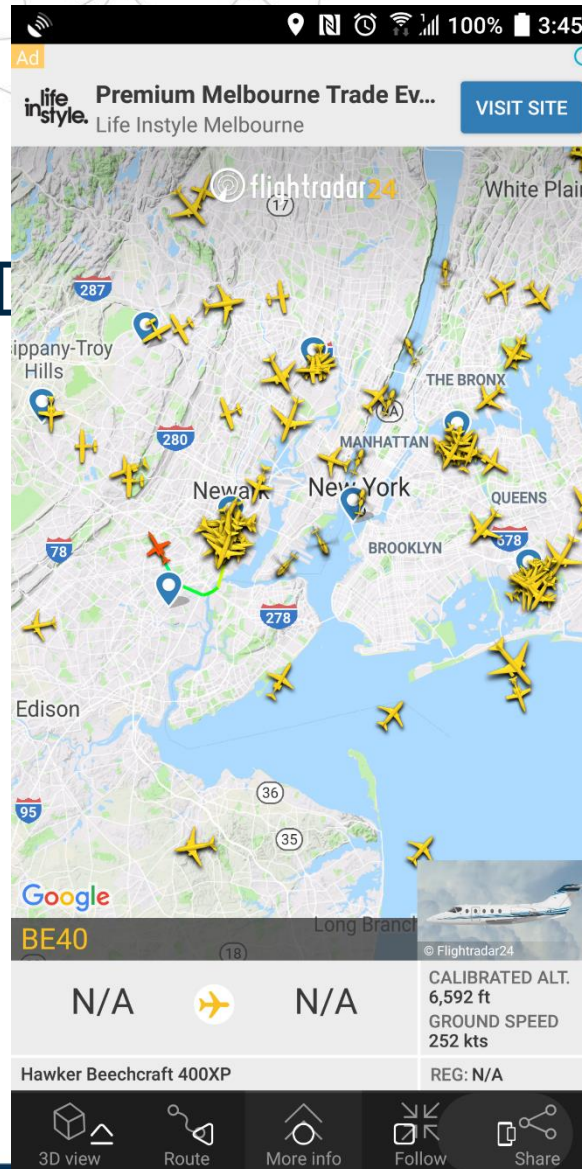 100% 3:45
Ad
life
instyle.
Premium Melbourne Trade Ev...
Life Instyle Melbourne
VISIT SITE
flightradar24
17
White Plai
287
ippany-Troy
Hills
THE BRONX
280
MANHATTAN
Newark
New York
QUEENS
78
BROOKLYN
678
278
Edison
36
95
35
Google
Long Branch
BE40
18
© Flightradar24
N/A
N/A
CALIBRATED ALT.
6,592 ft
GROUND SPEED
252 kts
Hawker Beechcraft 400XP
REG: N/A
3D view
Route
More info
Follow
Share